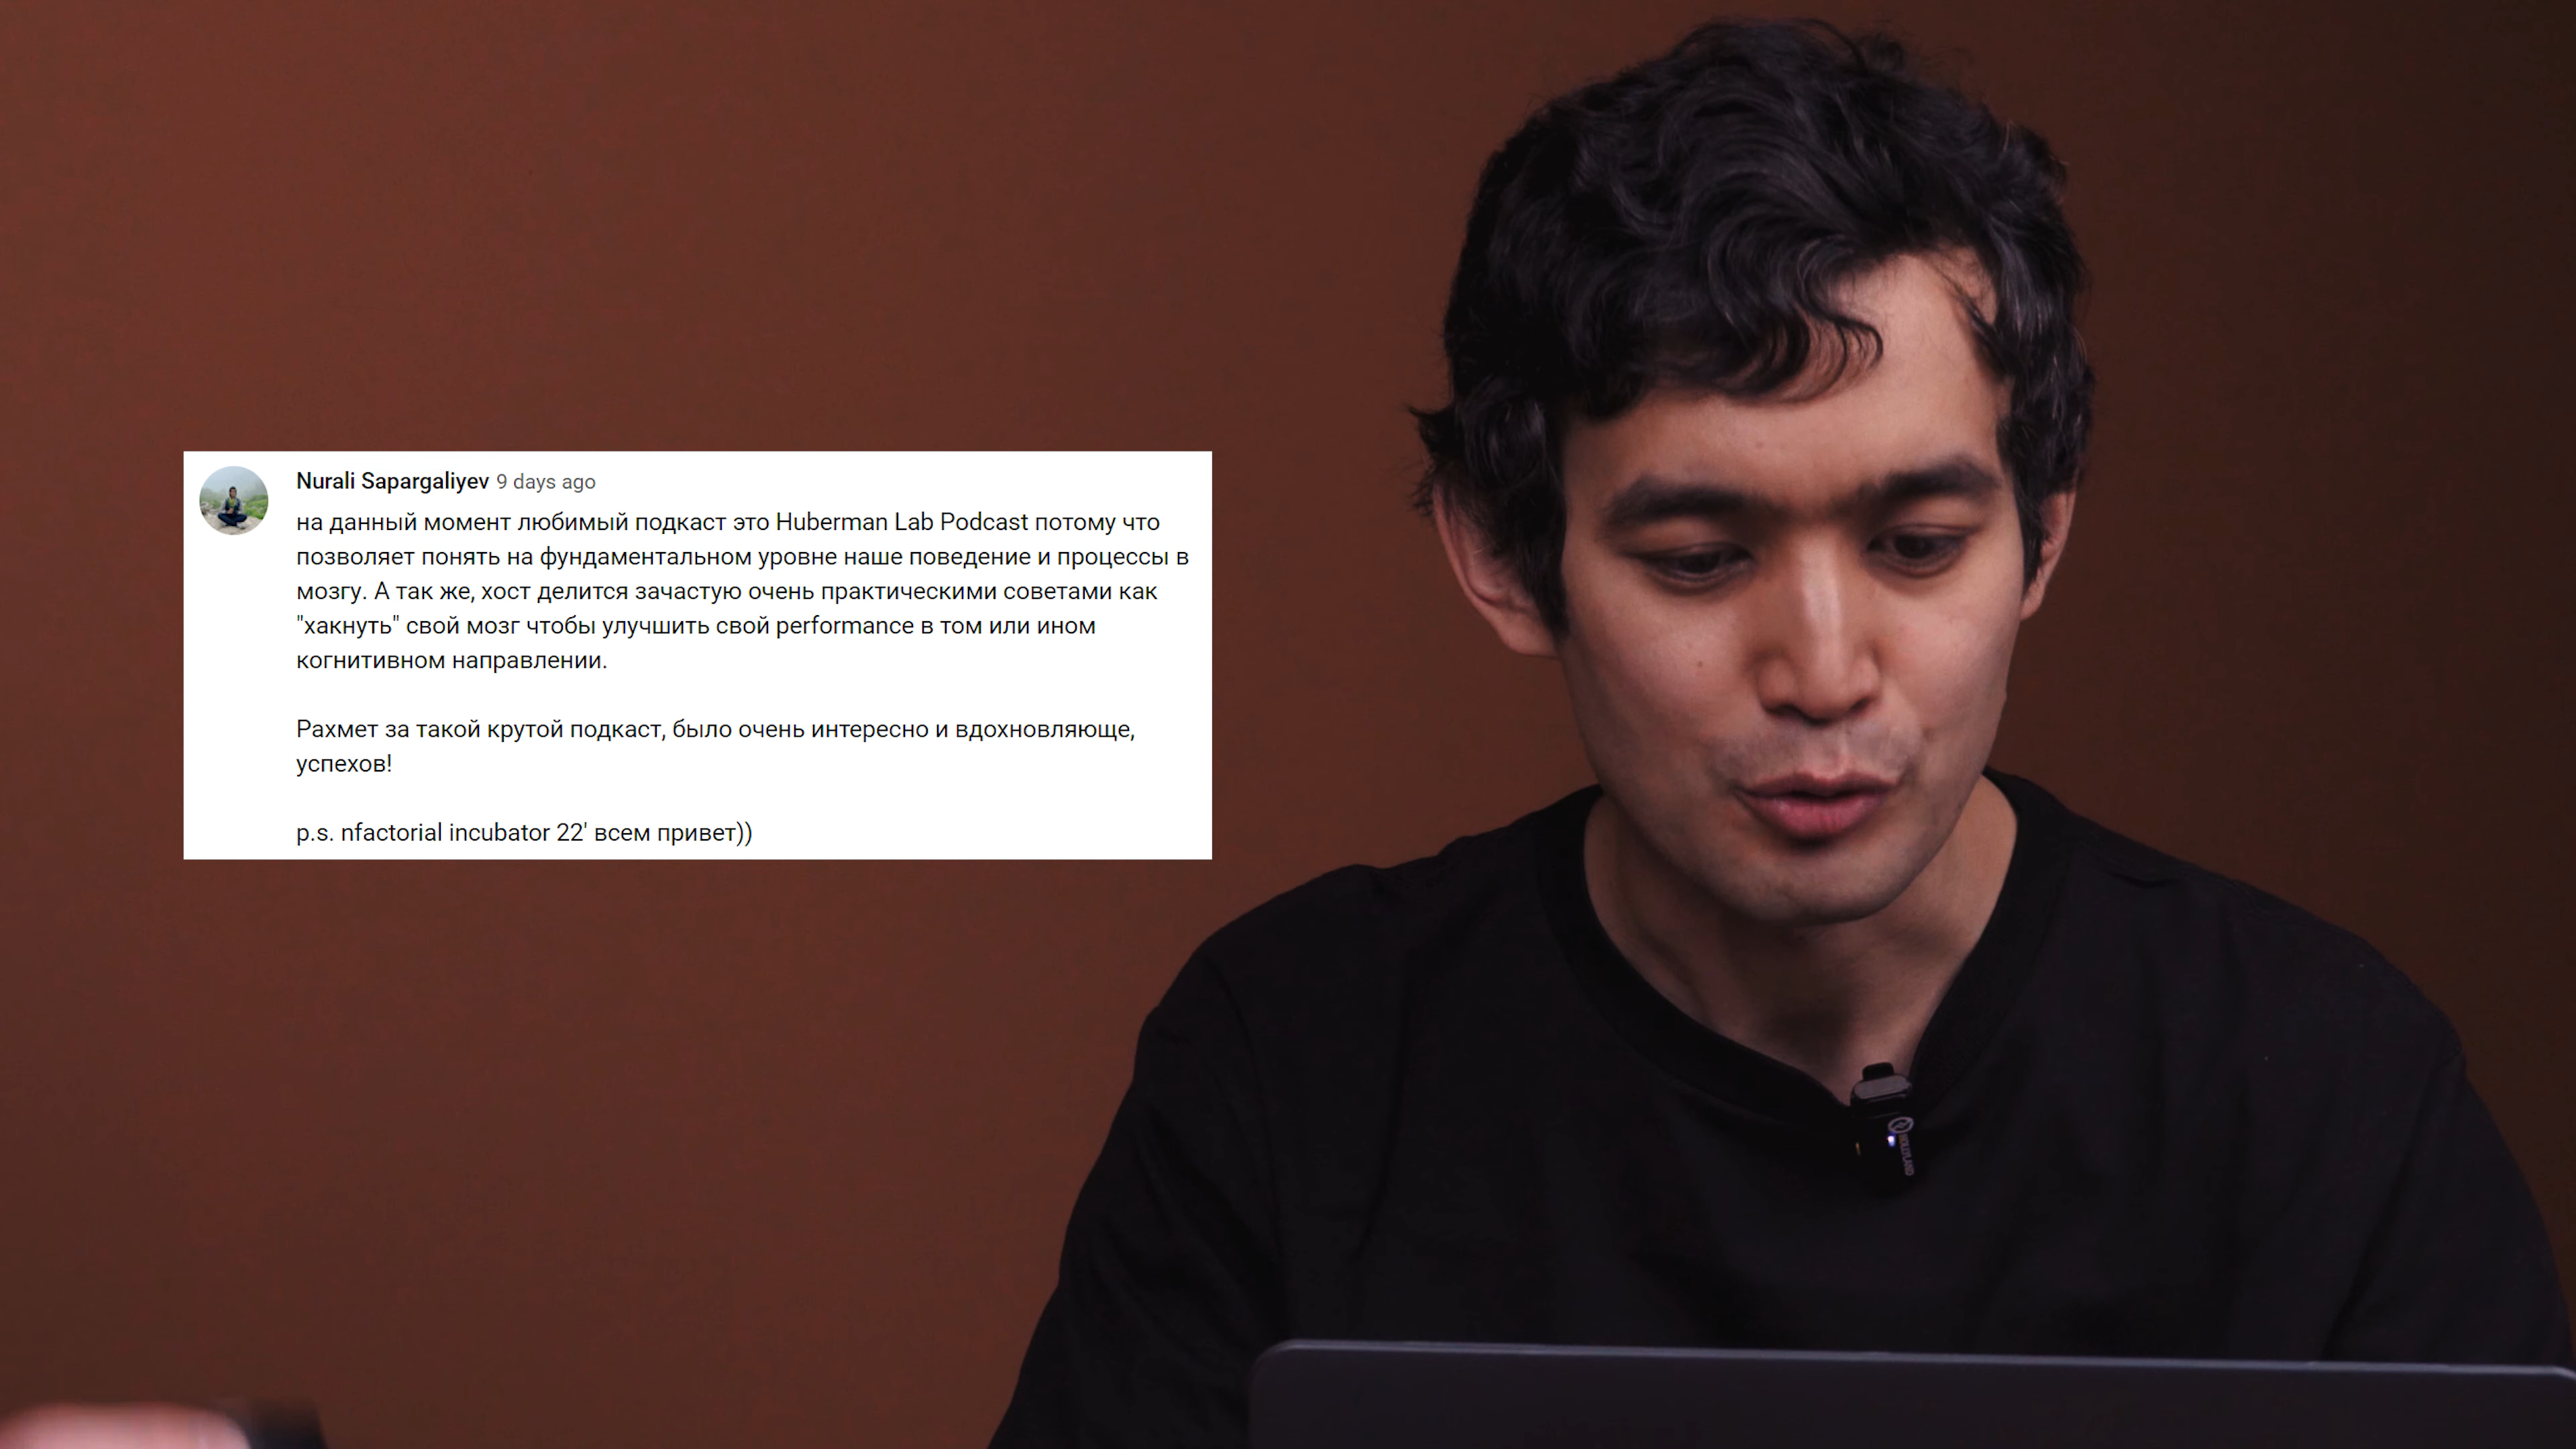 Nurali Sapargaliyev 9 days ago
на данный момент любимый подкаст это Huberman Lab Podcast потому что
позволяет понять на фундаментальном уровне наше поведение и процессы в
мозгу. А так же, хост делится зачастую очень практическими советами как
"хакнуть" свой мозг чтобы улучшить свой performance в том или ином
когнитивном направлении.
Рахмет за такой крутой подкаст, было очень интересно и вдохновляюще,
успехов!
p.s. nfactorial incubator 22' всем привет))
HOLLYLAND